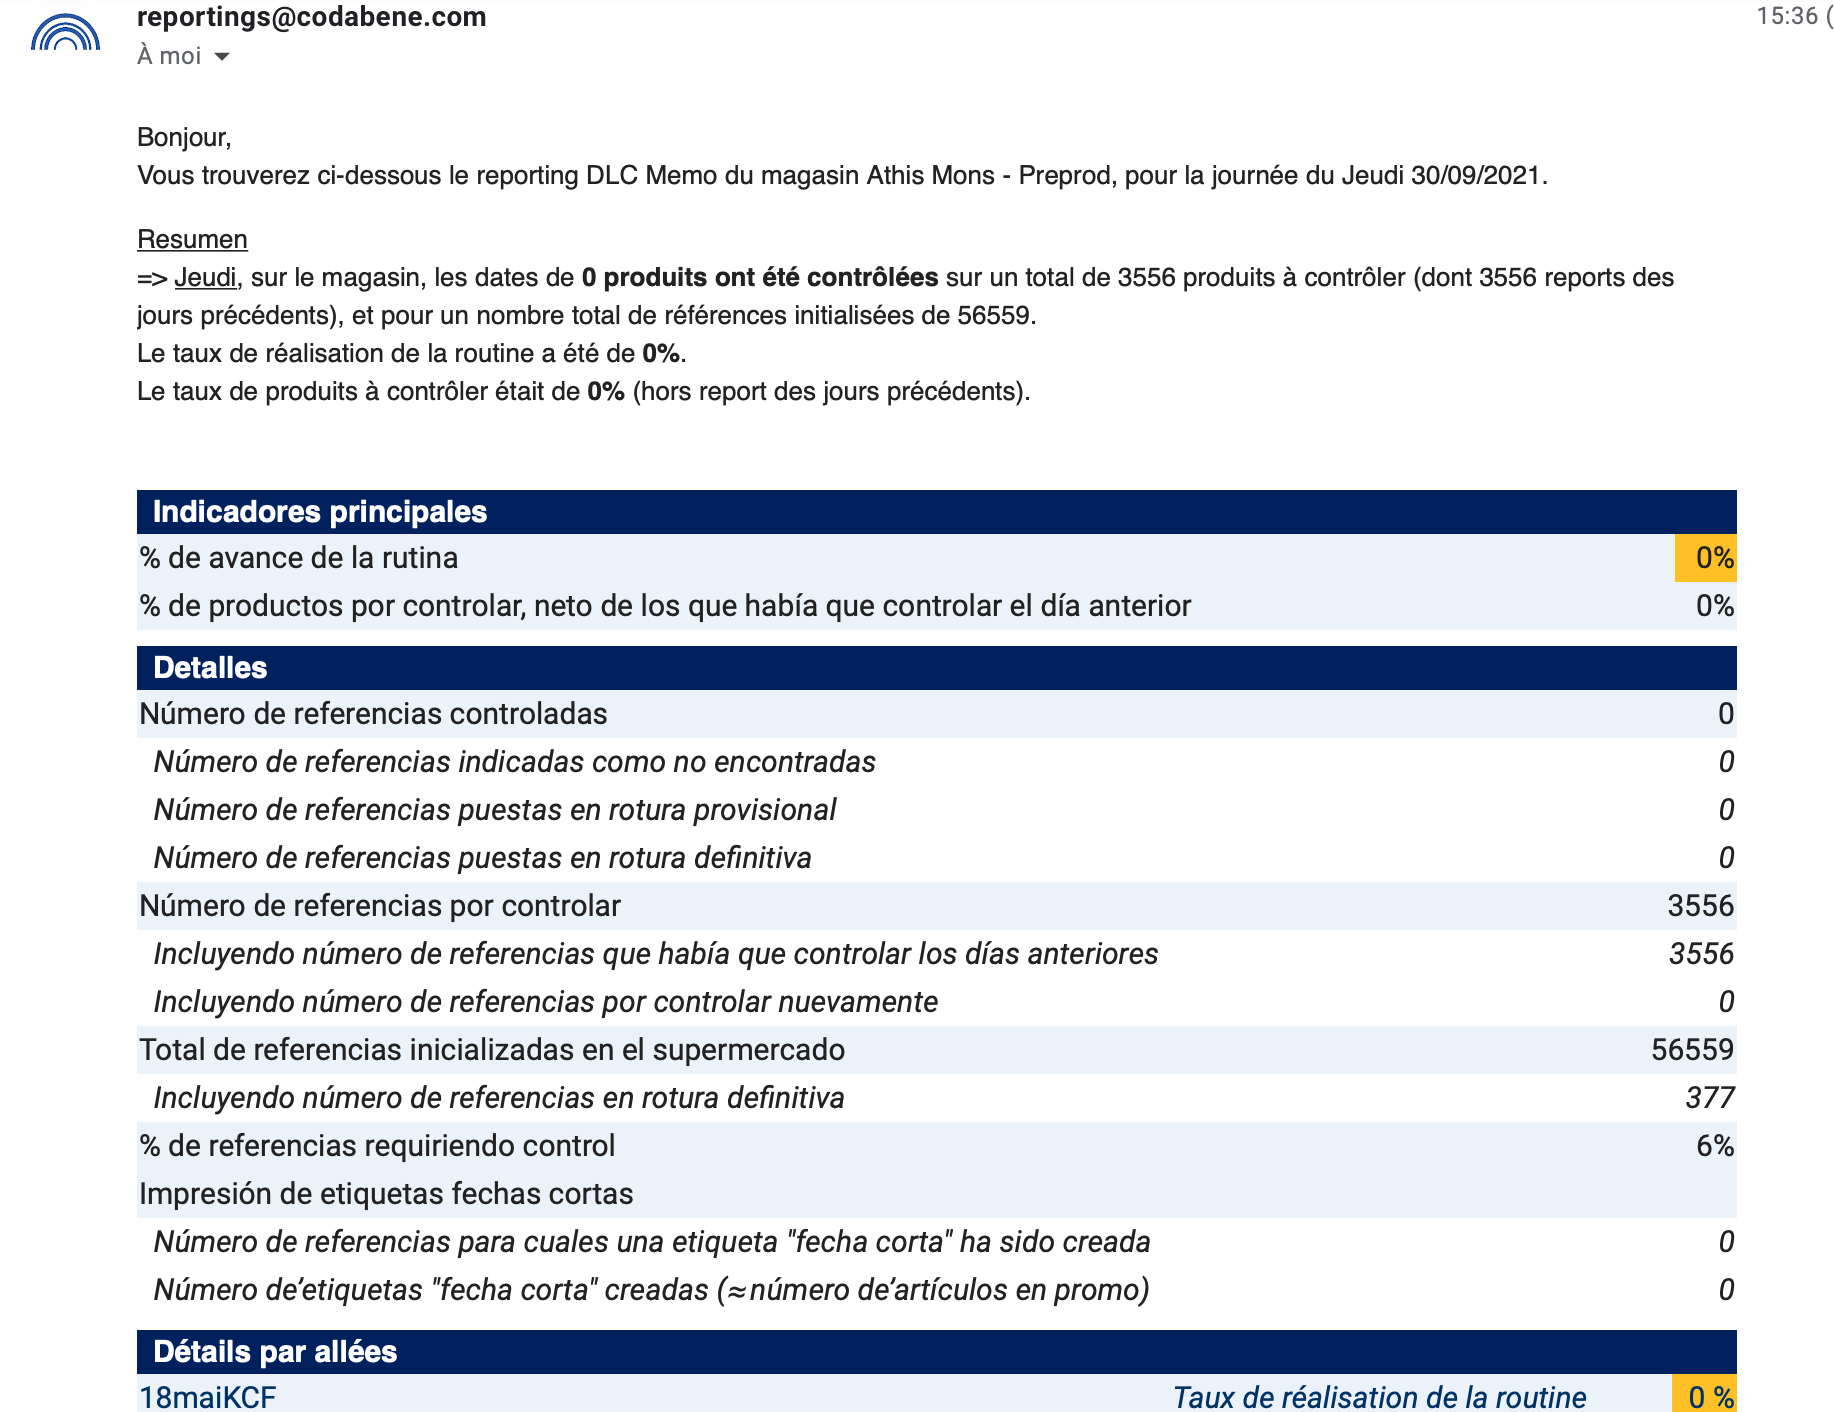 reportings@codabene.com
15:36 (
À moi
Bonjour,
Vous trouverez ci-dessous le reporting DLC Memo du magasin Athis Mons - Preprod, pour la journée du Jeudi 30/09/2021.
Resumen
=> Jeudi, sur le magasin, les dates de 0 produits ont été contrôlées sur un total de 3556 produits à contrôler (dont 3556 reports des
jours précédents), et pour un nombre total de références initialisées de 56559.
Le taux de réalisation de la routine a été de 0%.
Le taux de produits à contrôler était de 0% (hors report des jours précédents).
Indicadores principales
% de avance de la rutina 0%
% de productos por controlar, neto de los que había que controlar el día anterior 0%
Detalles
Número de referencias controladas 0
Número de referencias indicadas como no encontradas 0
Número de referencias puestas en rotura provisional 0
Número de referencias puestas en rotura definitiva 0
Número de referencias por controlar 3556
Incluyendo número de referencias que había que controlar los días anteriores 3556
Incluyendo número de referencias por controlar nuevamente 0
Total de referencias inicializadas en el supermercado 56559
Incluyendo número de referencias en rotura definitiva 377
% de referencias requiriendo control 6%
Impresión de etiquetas fechas cortas
Número de referencias para cuales una etiqueta "fecha corta" ha sido creada 0
Número de’etiquetas "fecha corta" creadas (≈ número de’artículos en promo) 0
Détails par allées
18maiKCF Taux de réalisation de la routine 0 %